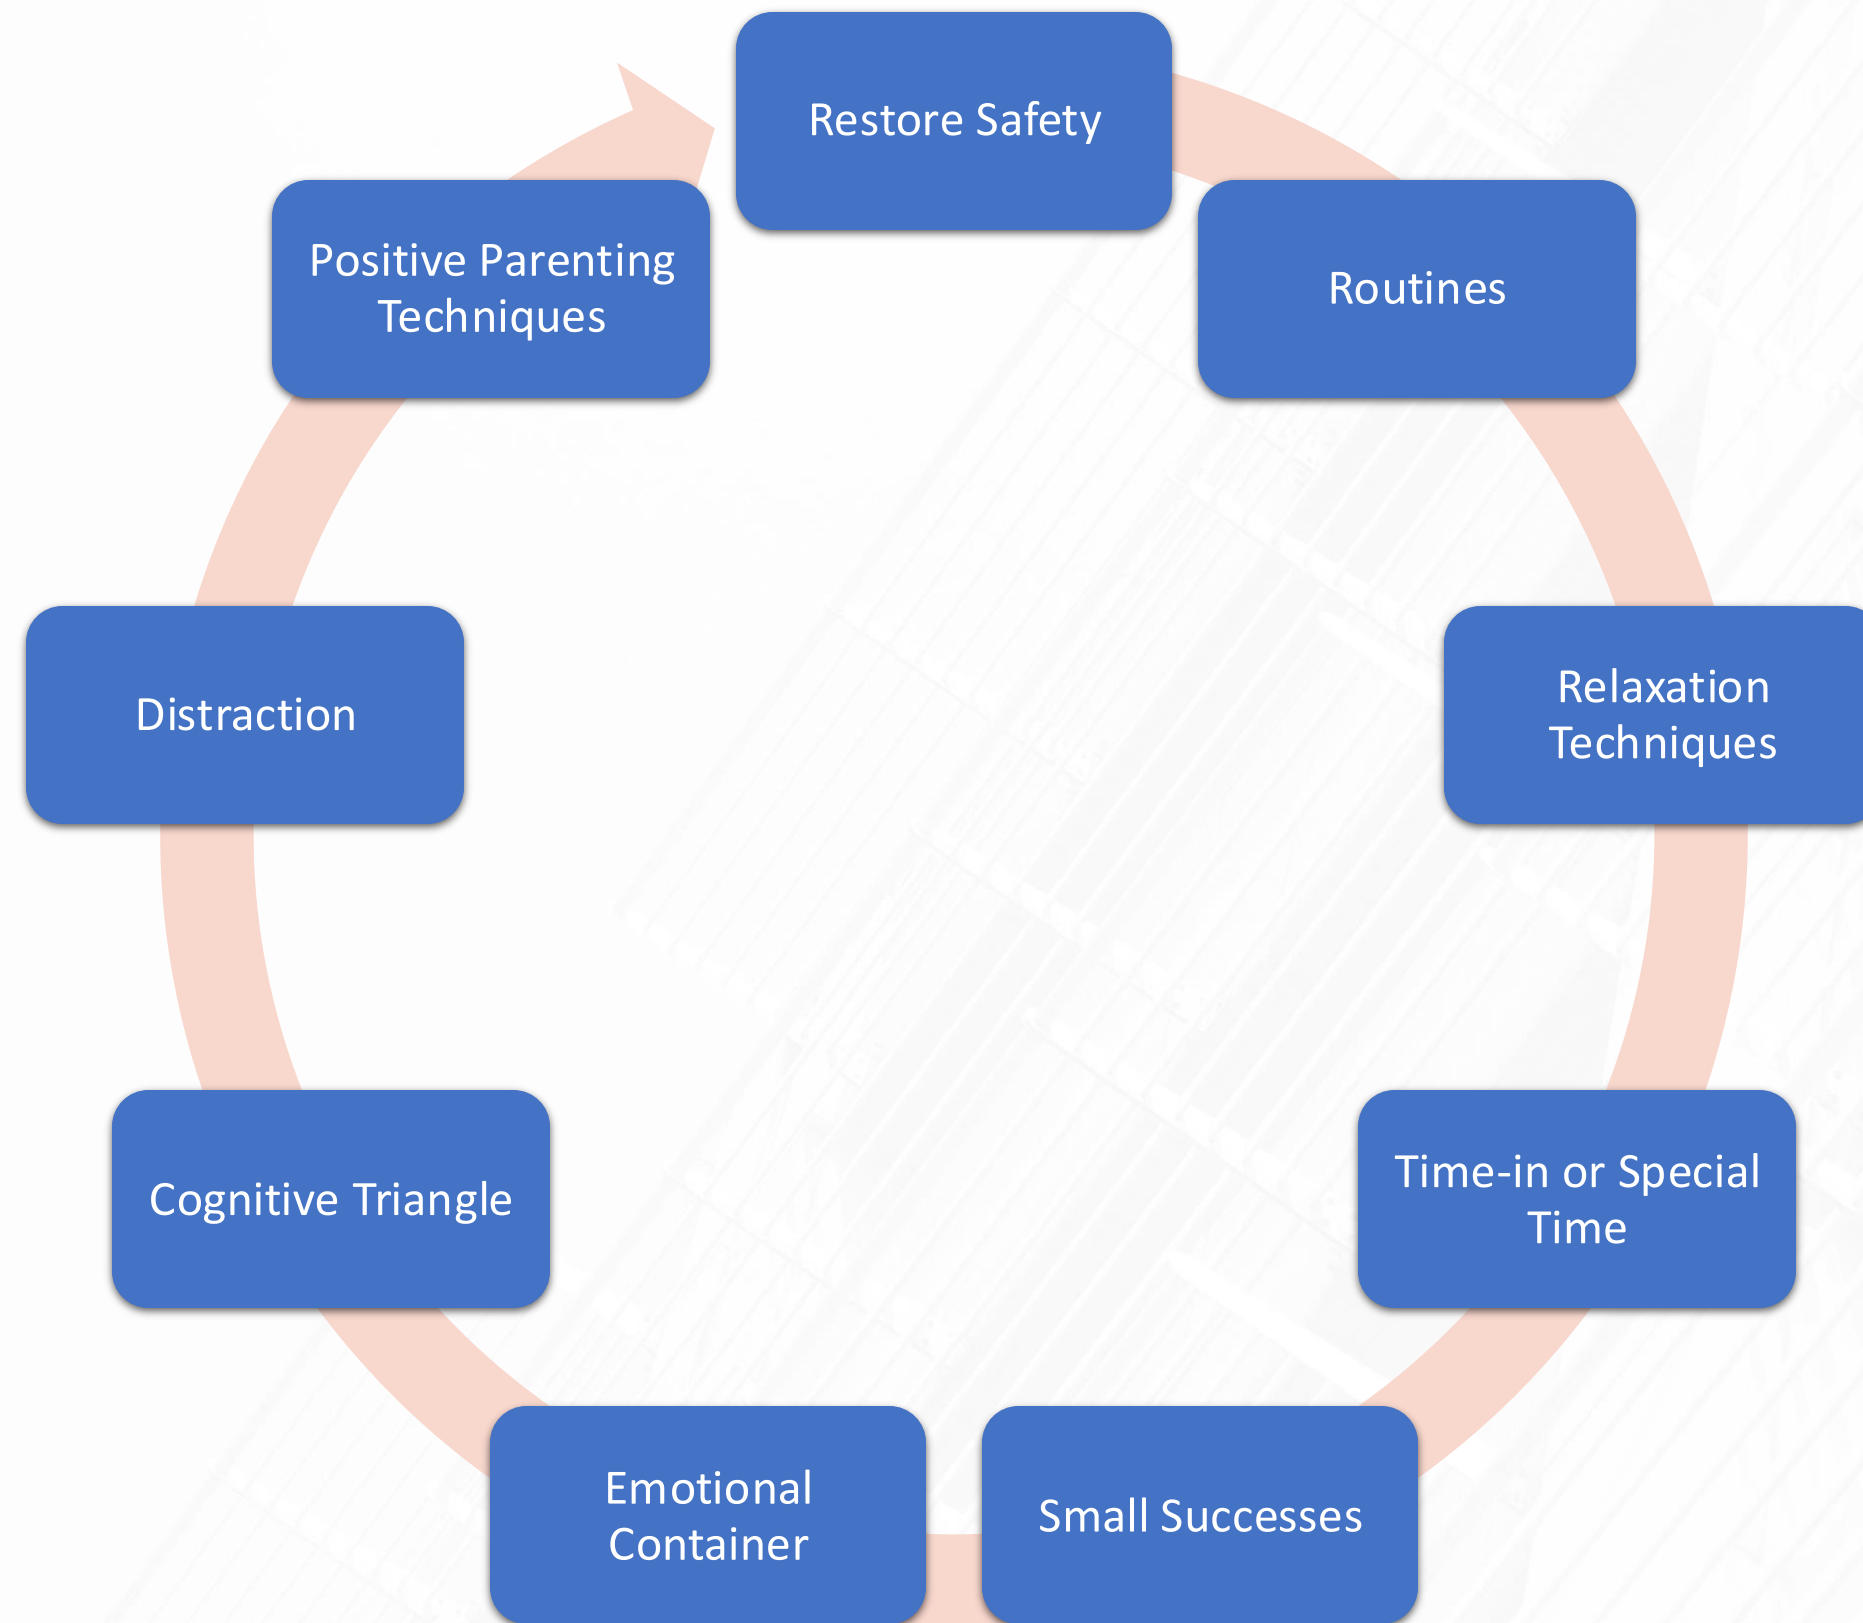 Restore Safety
Routines
Relaxation
Techniques
Time-in or Special
Time
Small Successes
Emotional
Container
Cognitive Triangle
Distraction
Positive Parenting
Techniques